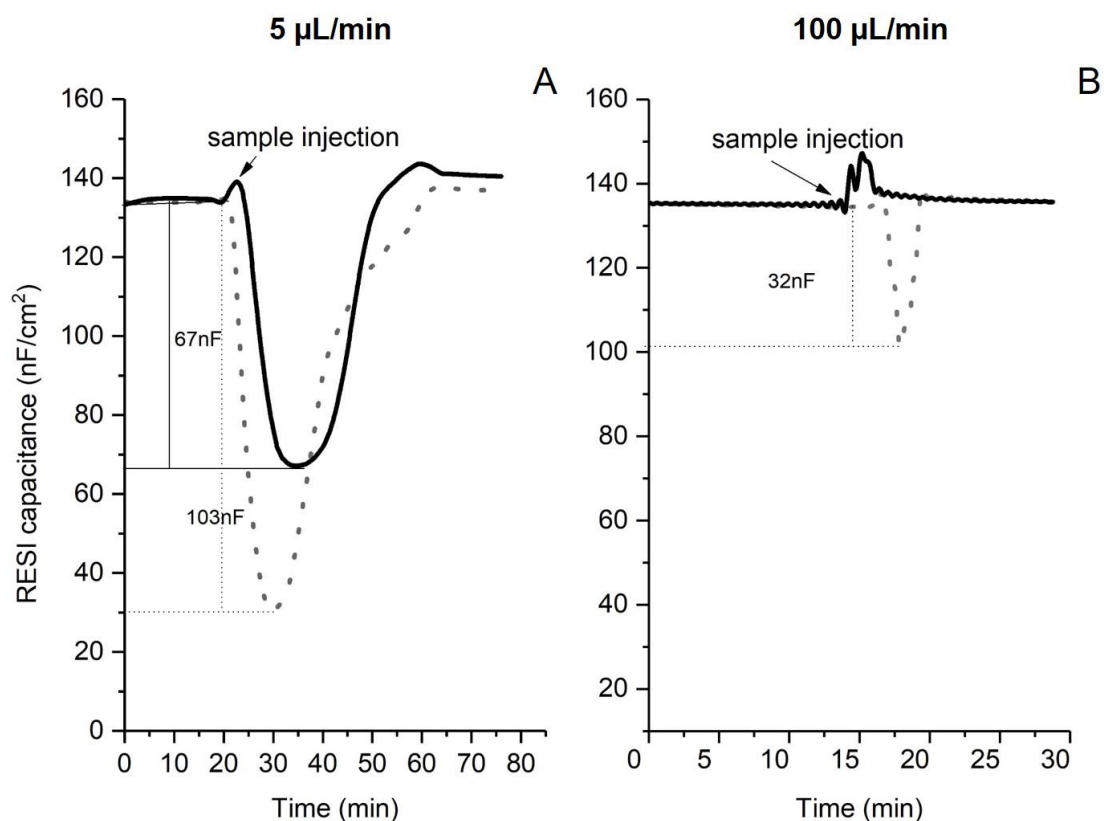 5 µL/min
100 µL/min
A
B
160
140
120
100
80
60
40
20
0
RESI capacitance (nF/cm²)
sample injection
67nF
103nF
0 10 20 30 40 50 60 70 80
Time (min)
160
140
120
100
80
60
40
20
sample injection
32nF
0 5 10 15 20 25 30
Time (min)